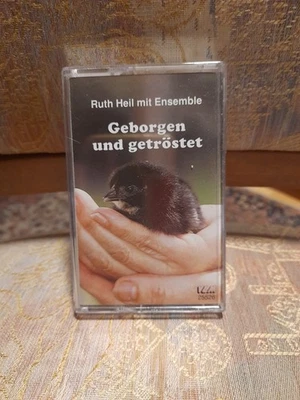 Ruth Heil mit Ensemble
Geborgen
und getröstet